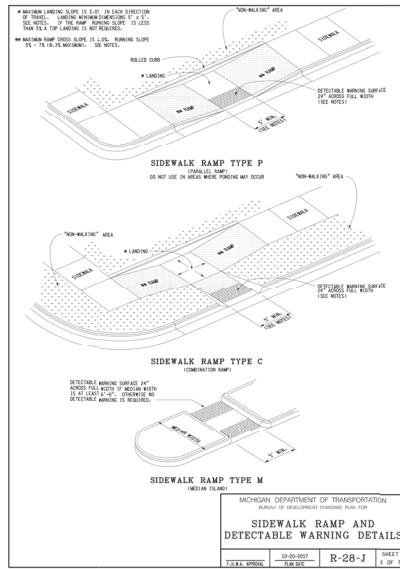 * MAXIMUM LANDING SLOPE IS 2.0% IN EACH DIRECTION
OF TRAVEL. LANDING MINIMUM DIMENSIONS 5' x 5'.
SEE NOTES. IF THE RAMP RUNNING SLOPE IS LESS
THAN 5% A TOP LANDING IS NOT REQUIRED.
** MAXIMUM RAMP CROSS SLOPE IS 2.0%. RUNNING SLOPE
5% - 7% (8.3% MAXIMUM). SEE NOTES.
"NON-WALKING" AREA
ROLLED CURB
* LANDING
SIDEWALK
** RAMP
** RAMP
SIDEWALK
DETECTABLE WARNING SURFACE
24" ACROSS FULL WIDTH
(SEE NOTES)
5' MIN.
(SEE NOTES)
SIDEWALK RAMP TYPE P
(PARALLEL RAMP)
DO NOT USE IN AREAS WHERE PONDING MAY OCCUR
"NON-WALKING" AREA
"NON-WALKING" AREA
SIDEWALK
* LANDING
** RAMP
SIDEWALK
** RAMP
DETECTABLE WARNING SURFACE
24" ACROSS FULL WIDTH
(SEE NOTES)
5' MIN.
(SEE NOTES)
SIDEWALK RAMP TYPE C
(COMBINATION RAMP)
DETECTABLE WARNING SURFACE 24"
ACROSS FULL WIDTH IF MEDIAN WIDTH
IS AT LEAST 6'-0". OTHERWISE NO
DETECTABLE WARNING IS REQUIRED.
MEDIAN WIDTH
5' MIN.
SIDEWALK RAMP TYPE M
(MEDIAN ISLAND)
MICHIGAN DEPARTMENT OF TRANSPORTATION
BUREAU OF DEVELOPMENT STANDARD PLAN FOR
SIDEWALK RAMP AND
DETECTABLE WARNING DETAILS
F.H.W.A. APPROVAL
10-20-2017
PLAN DATE
R-28-J
SHEET
3 OF 7